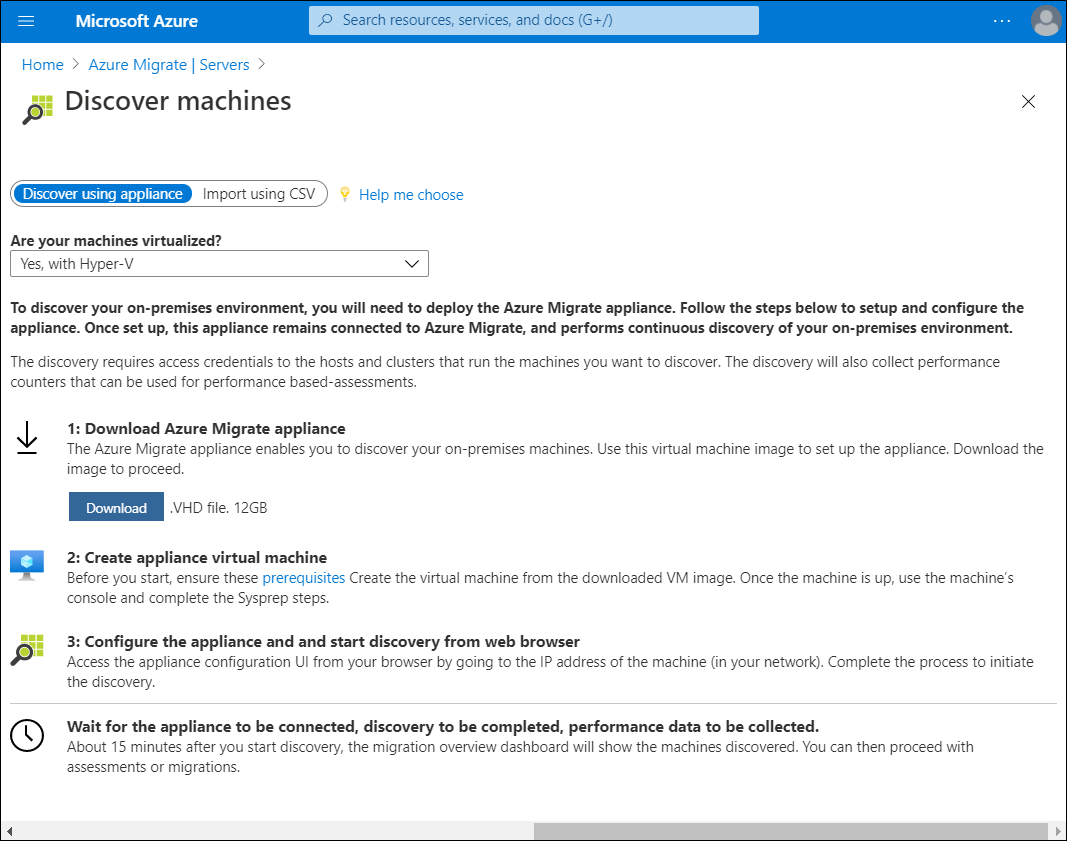 Microsoft Azure
Search resources, services, and docs (G+/)
...
Home > Azure Migrate | Servers >
Discover machines
Discover using appliance
Import using CSV
Help me choose
Are your machines virtualized?
Yes, with Hyper-V
To discover your on-premises environment, you will need to deploy the Azure Migrate appliance. Follow the steps below to setup and configure the
appliance. Once set up, this appliance remains connected to Azure Migrate, and performs continuous discovery of your on-premises environment.
The discovery requires access credentials to the hosts and clusters that run the machines you want to discover. The discovery will also collect performance
counters that can be used for performance based-assessments.
1: Download Azure Migrate appliance
The Azure Migrate appliance enables you to discover your on-premises machines. Use this virtual machine image to set up the appliance. Download the
image to proceed.
Download .VHD file. 12GB
2: Create appliance virtual machine
Before you start, ensure these prerequisites Create the virtual machine from the downloaded VM image. Once the machine is up, use the machine's
console and complete the Sysprep steps.
3: Configure the appliance and and start discovery from web browser
Access the appliance configuration UI from your browser by going to the IP address of the machine (in your network). Complete the process to initiate
the discovery.
Wait for the appliance to be connected, discovery to be completed, performance data to be collected.
About 15 minutes after you start discovery, the migration overview dashboard will show the machines discovered. You can then proceed with
assessments or migrations.